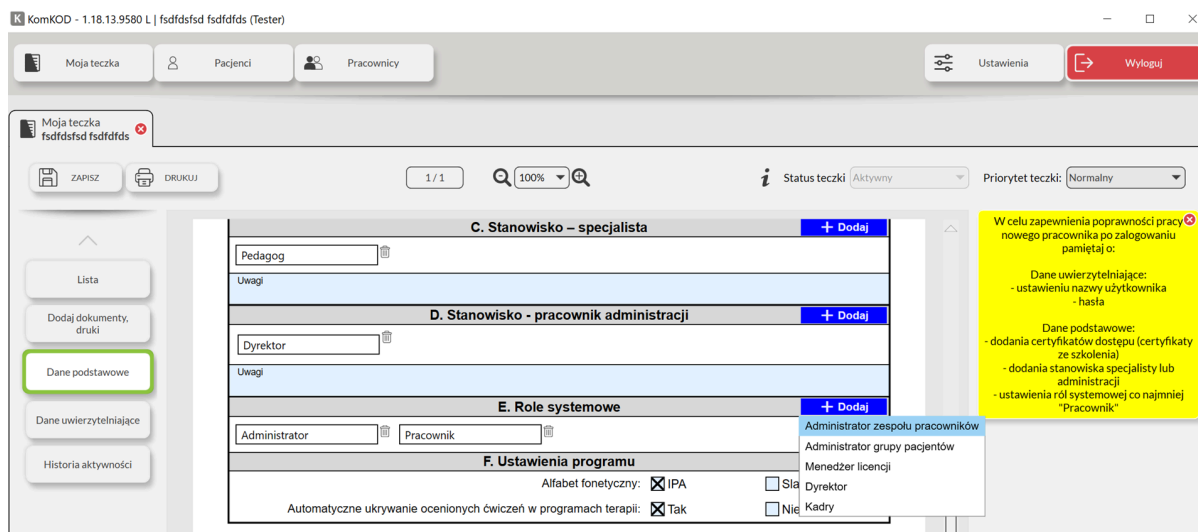 K KomKOD - 1.18.13.9580 L | fsdfdsfsd fsdfdfds (Tester)
Moja teczka
Pacjenci
Pracownicy
Ustawienia
Wyloguj
Moja teczka
fsdfdsfsd fsdfdfds
ZAPISZ
DRUKUJ
1 / 1
100%
Status teczki Aktywny
Priorytet teczki: Normalny
Lista
Dodaj dokumenty,
druki
Dane podstawowe
Dane uwierzytelniające
Historia aktywności
C. Stanowisko – specjalista
+ Dodaj
Pedagog
Uwagi
D. Stanowisko - pracownik administracji
+ Dodaj
Dyrektor
Uwagi
E. Role systemowe
+ Dodaj
Administrator
Pracownik
Administrator zespołu pracowników
Administrator grupy pacjentów
Menedżer licencji
Dyrektor
Kadry
F. Ustawienia programu
Alfabet fonetyczny: IPA
Sla
Automatyczne ukrywanie ocenionych ćwiczeń w programach terapii: Tak
Nie
W celu zapewnienia poprawności pracy
nowego pracownika po zalogowaniu
pamiętaj o:
Dane uwierzytelniające:
- ustawieniu nazwy użytkownika
- hasła
Dane podstawowe:
- dodania certyfikatów dostępu (certyfikaty
ze szkolenia)
- dodania stanowiska specjalisty lub
administracji
- ustawienia ról systemowej co najmniej
"Pracownik"